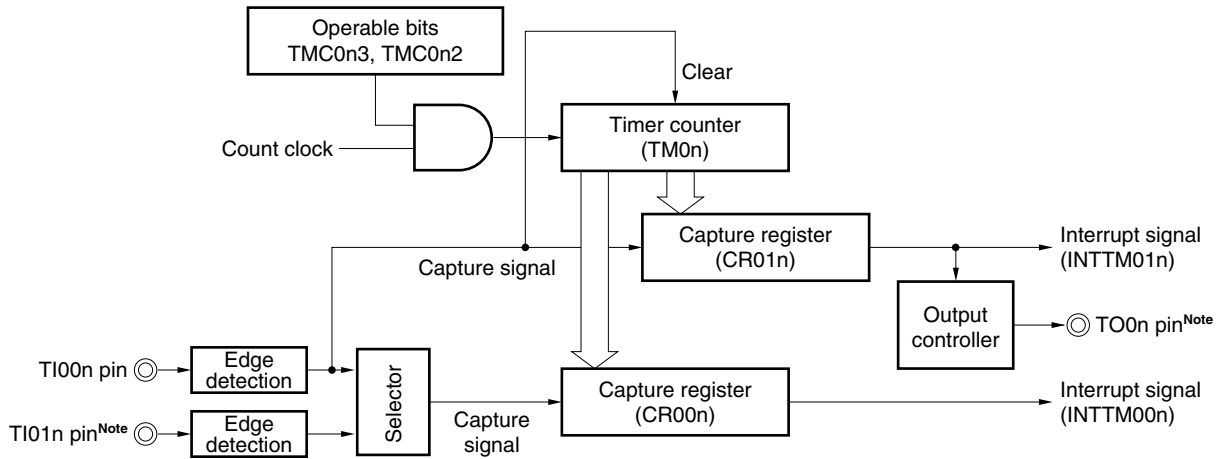 Operable bits
TMC0n3, TMC0n2
Clear
Timer counter
(TM0n)
Count clock
Capture register
(CR01n)
Interrupt signal
(INTTM01n)
Capture signal
Output
controller
TO0n pinNote
TI00n pin
Edge
detection
Selector
Capture register
(CR00n)
Interrupt signal
(INTTM00n)
TI01n pinNote
Edge
detection
Capture
signal